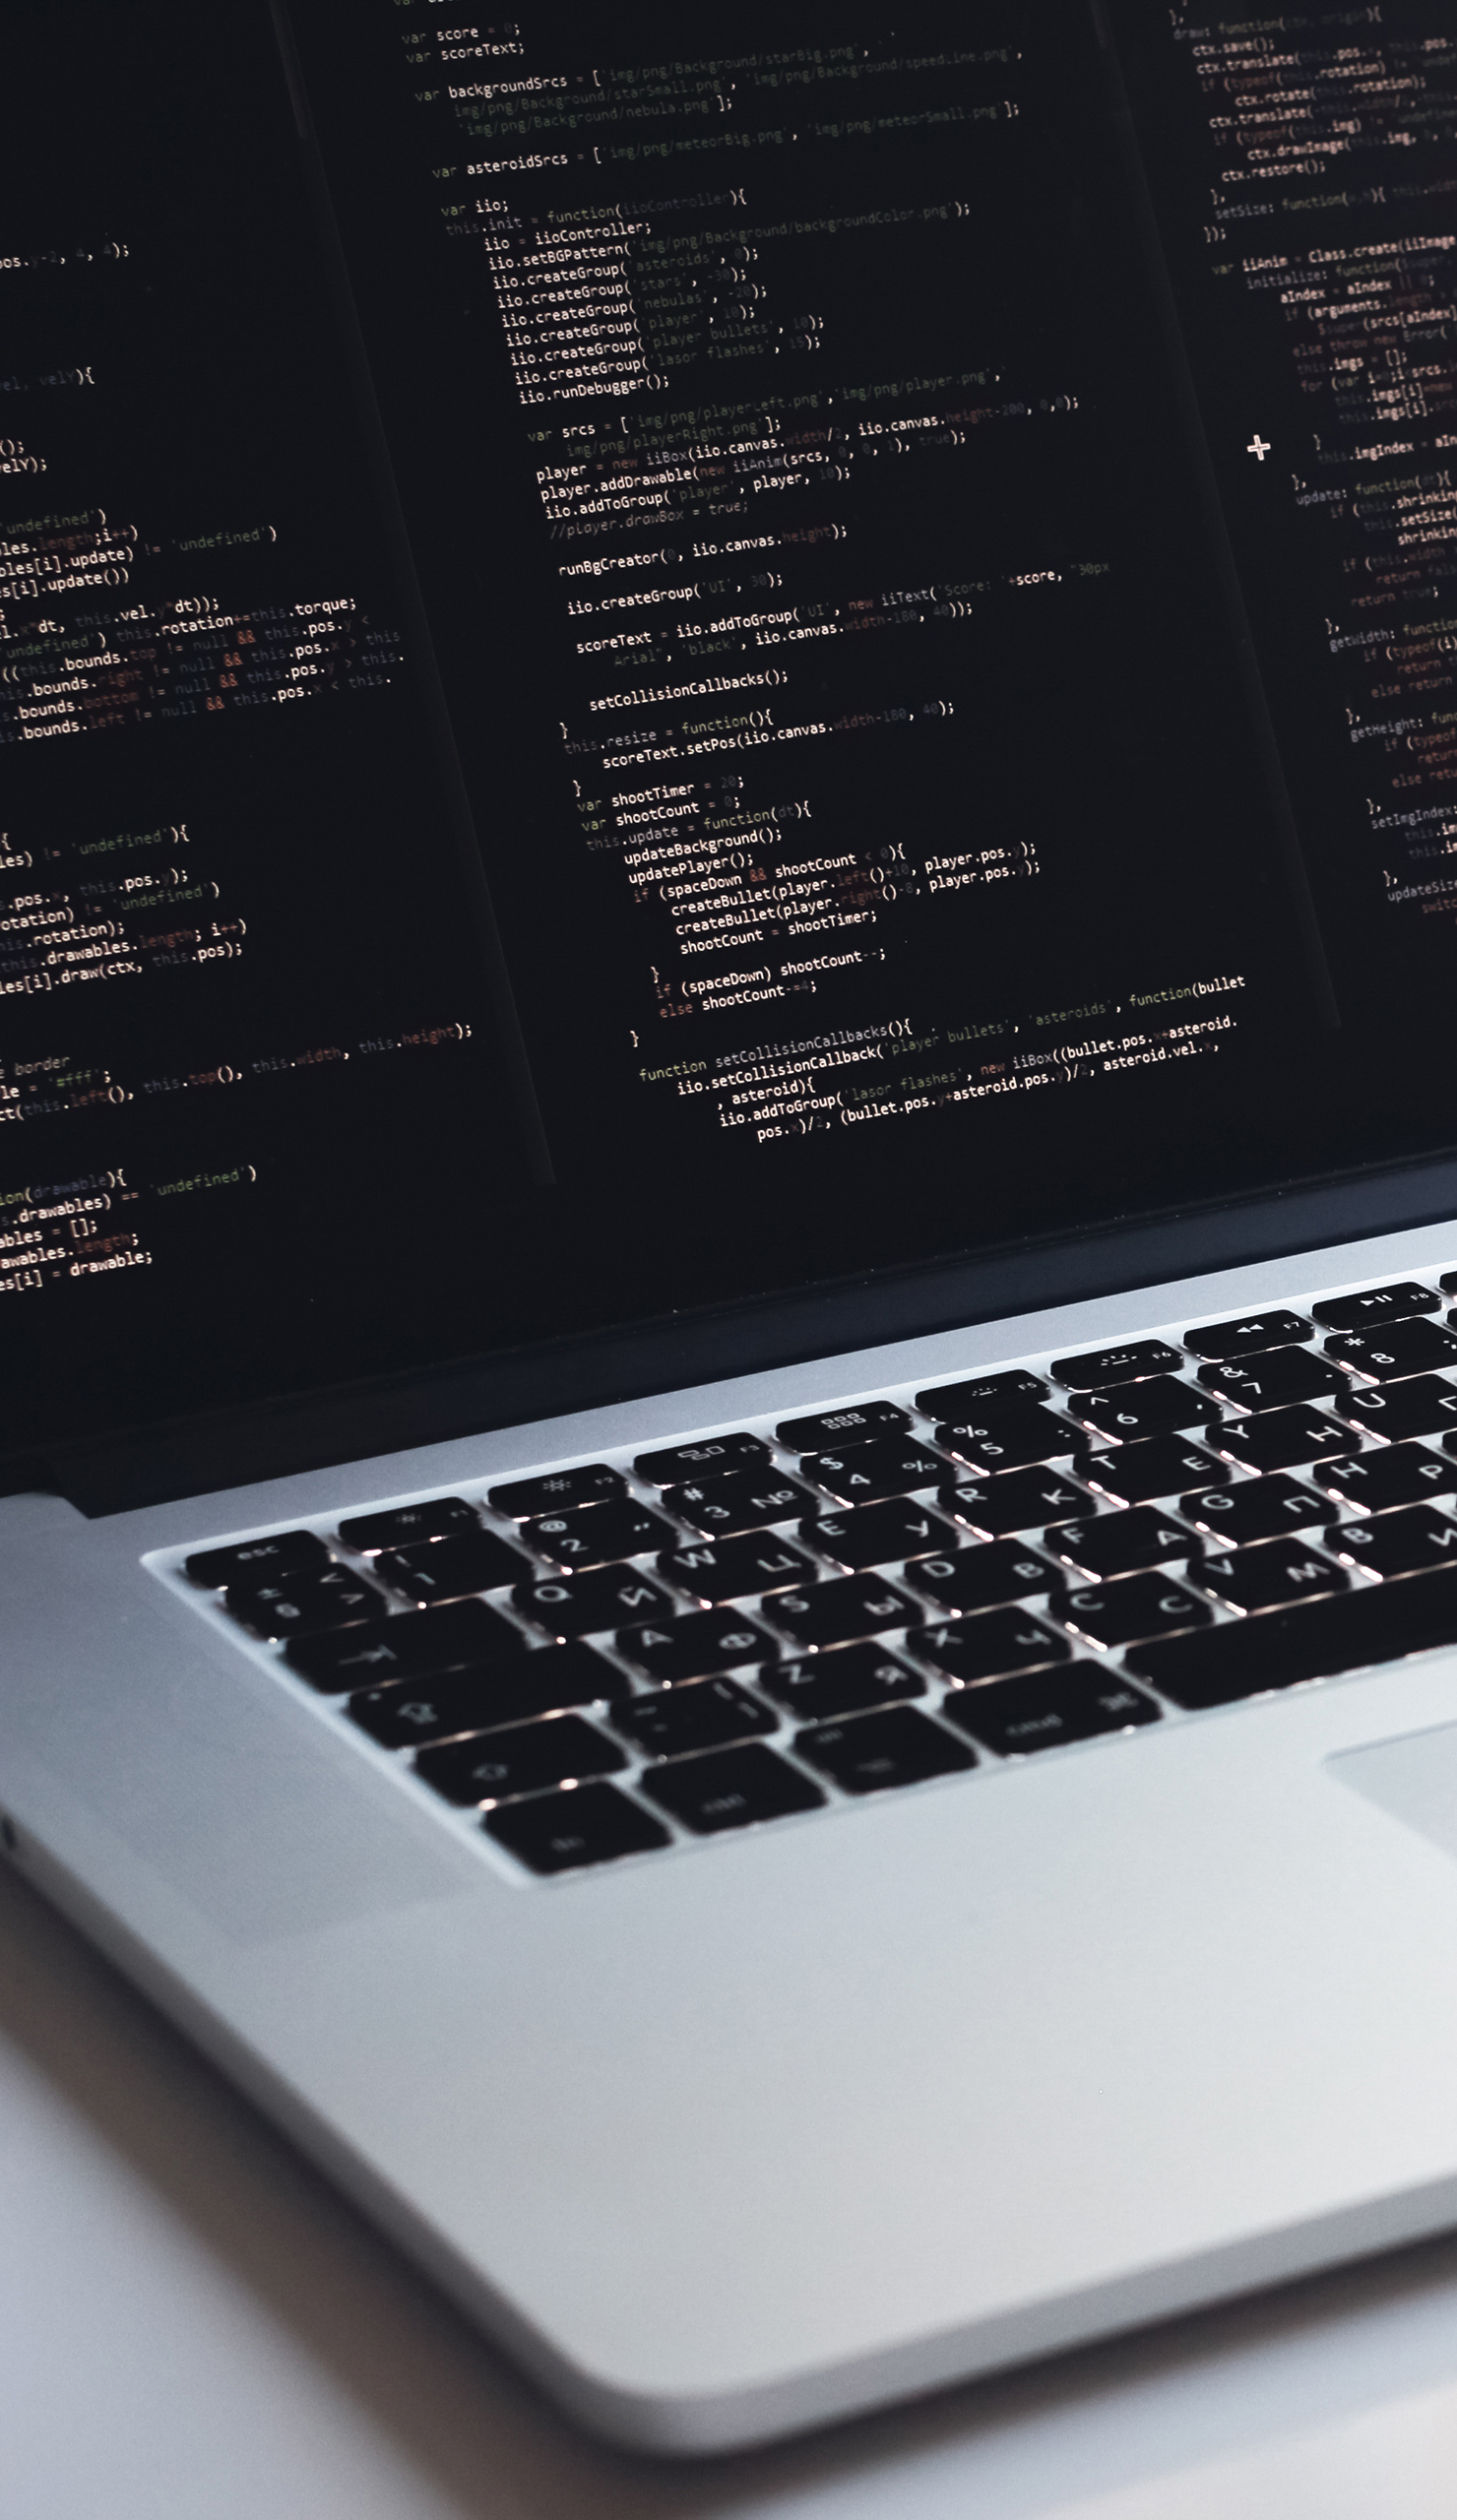 var score = 0;
var scoreText;
var backgroundSrcs = ['img/png/Background/starBig.png', '
img/png/Background/starSmall.png', 'img/png/Background/speedLine.png',
'img/png/Background/nebula.png'];
var asteroidSrcs = ['img/png/meteorBig.png', 'img/png/meteorSmall.png'];
var iio;
this.init = function(iioController){
iio = iioController;
iio.setBGPattern('img/png/Background/backgroundColor.png');
iio.createGroup('asteroids', 0);
iio.createGroup('stars', -30);
iio.createGroup('nebulas', -20);
iio.createGroup('player', 10);
iio.createGroup('player bullets', 10);
iio.createGroup('lasor flashes', 15);
iio.runDebugger();
var srcs = ['img/png/playerLeft.png','img/png/player.png','
img/png/playerRight.png'];
player = new iiBox(iio.canvas.width/2, iio.canvas.height-200, 0,0);
player.addDrawable(new iiAnim(srcs, 0, 0, 1), true);
iio.addToGroup('player', player, 10);
//player.drawBox = true;
runBgCreator(0, iio.canvas.height);
iio.createGroup('UI', 30);
scoreText = iio.addToGroup('UI', new iiText('Score: '+score, "30px
Arial", 'black', iio.canvas.width-180, 40));
setCollisionCallbacks();
}
this.resize = function(){
scoreText.setPos(iio.canvas.width-180, 40);
}
var shootTimer = 20;
var shootCount = 0;
this.update = function(dt){
updateBackground();
updatePlayer();
if (spaceDown && shootCount < 0){
createBullet(player.left()+10, player.pos.y);
createBullet(player.right()-8, player.pos.y);
shootCount = shootTimer;
}
if (spaceDown) shootCount--;
else shootCount-=4;
}
function setCollisionCallbacks(){
iio.setCollisionCallback('player bullets', 'asteroids', function(bullet
, asteroid){
iio.addToGroup('lasor flashes', new iiBox((bullet.pos.x+asteroid.
pos.x)/2, (bullet.pos.y+asteroid.pos.y)/2, asteroid.vel.x,
os.y-2, 4, 4);
el, velY){
();
velY);
'undefined')
les.length;i++)
bles[i].update) != 'undefined')
es[i].update())
;
l.x*dt, this.vel.y*dt));
'undefined') this.rotation+=this.torque;
((this.bounds.top != null && this.pos.y <
his.bounds.right != null && this.pos.x > this
s.bounds.bottom != null && this.pos.y > this.
s.bounds.left != null && this.pos.x < this.
{
es) != 'undefined'){
.pos.x, this.pos.y);
otation) != 'undefined')
his.rotation);
this.drawables.length; i++)
les[i].draw(ctx, this.pos);
border
le = '#fff';
ct(this.left(), this.top(), this.width, this.height);
ion(drawable){
s.drawables) == 'undefined')
ables = [];
awables.length;
es[i] = drawable;
},
draw: function(ctx, origin){
ctx.save();
ctx.translate(this.pos.x, this.pos.
if (typeof(this.rotation) != 'undef
ctx.rotate(this.rotation);
ctx.translate(-this.width/2, -this.
if (typeof(this.img) != 'undefined
ctx.drawImage(this.img, 0, 0,
ctx.restore();
},
setSize: function(w,h){ this.width
});
var iiAnim = Class.create(iiImage
initialize: function($super,
aIndex = aIndex || 0;
if (arguments.length
$super(srcs[aIndex]
else throw new Error(
this.imgs = [];
for (var i=0;i<srcs.
this.imgs[i]=new
this.imgs[i].src
}
this.imgIndex = aIn
},
update: function(dt){
if (this.shrinking
this.setSize(
shrinkin
if (this.width
return fals
return true;
},
getWidth: function
if (typeof(i)
return
else return
},
getHeight: func
if (typeof
return
else retu
},
setImgIndex:
this.im
this.im
},
updateSize
switc
esc F1 F2 F3 F4 F5 F6 F7 F8
± § < > ! 1 @ 2 " # 3 № $ 4 % % 5 : ^ 6 , & 7 . * 8
Q Й W Ц E У R К T Е Y Н U
A Ф S Ы D В F А G П H Р
Z Я X Ч C С V М B И